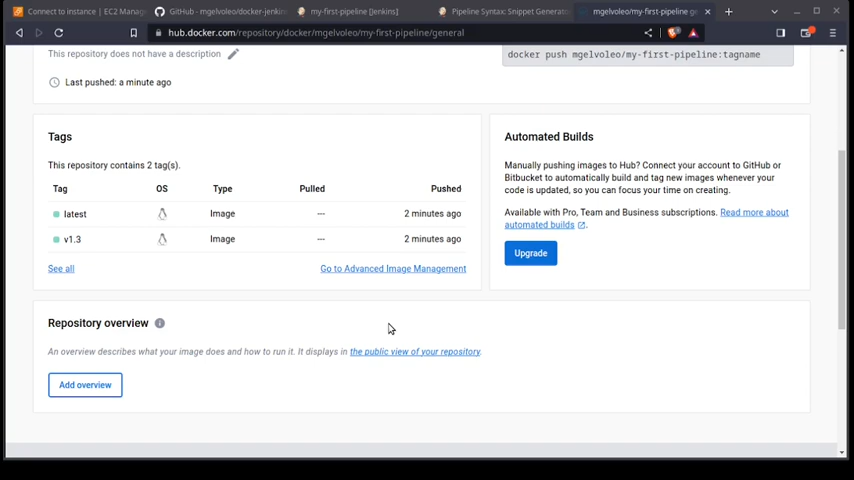 Connect to instance | EC2 Manag
GitHub - mgelvoleo/docker-jenkin
my-first-pipeline [Jenkins]
Pipeline Syntax: Snippet Generato
mgelvoleo/my-first-pipeline ge
hub.docker.com/repository/docker/mgelvoleo/my-first-pipeline/general
This repository does not have a description
docker push mgelvoleo/my-first-pipeline:tagname
Last pushed: a minute ago
Tags
This repository contains 2 tag(s).
Tag OS Type Pulled Pushed
latest Image --- 2 minutes ago
v1.3 Image --- 2 minutes ago
See all
Go to Advanced Image Management
Automated Builds
Manually pushing images to Hub? Connect your account to GitHub or
Bitbucket to automatically build and tag new images whenever your
code is updated, so you can focus your time on creating.
Available with Pro, Team and Business subscriptions. Read more about
automated builds.
Upgrade
Repository overview
An overview describes what your image does and how to run it. It displays in the public view of your repository.
Add overview